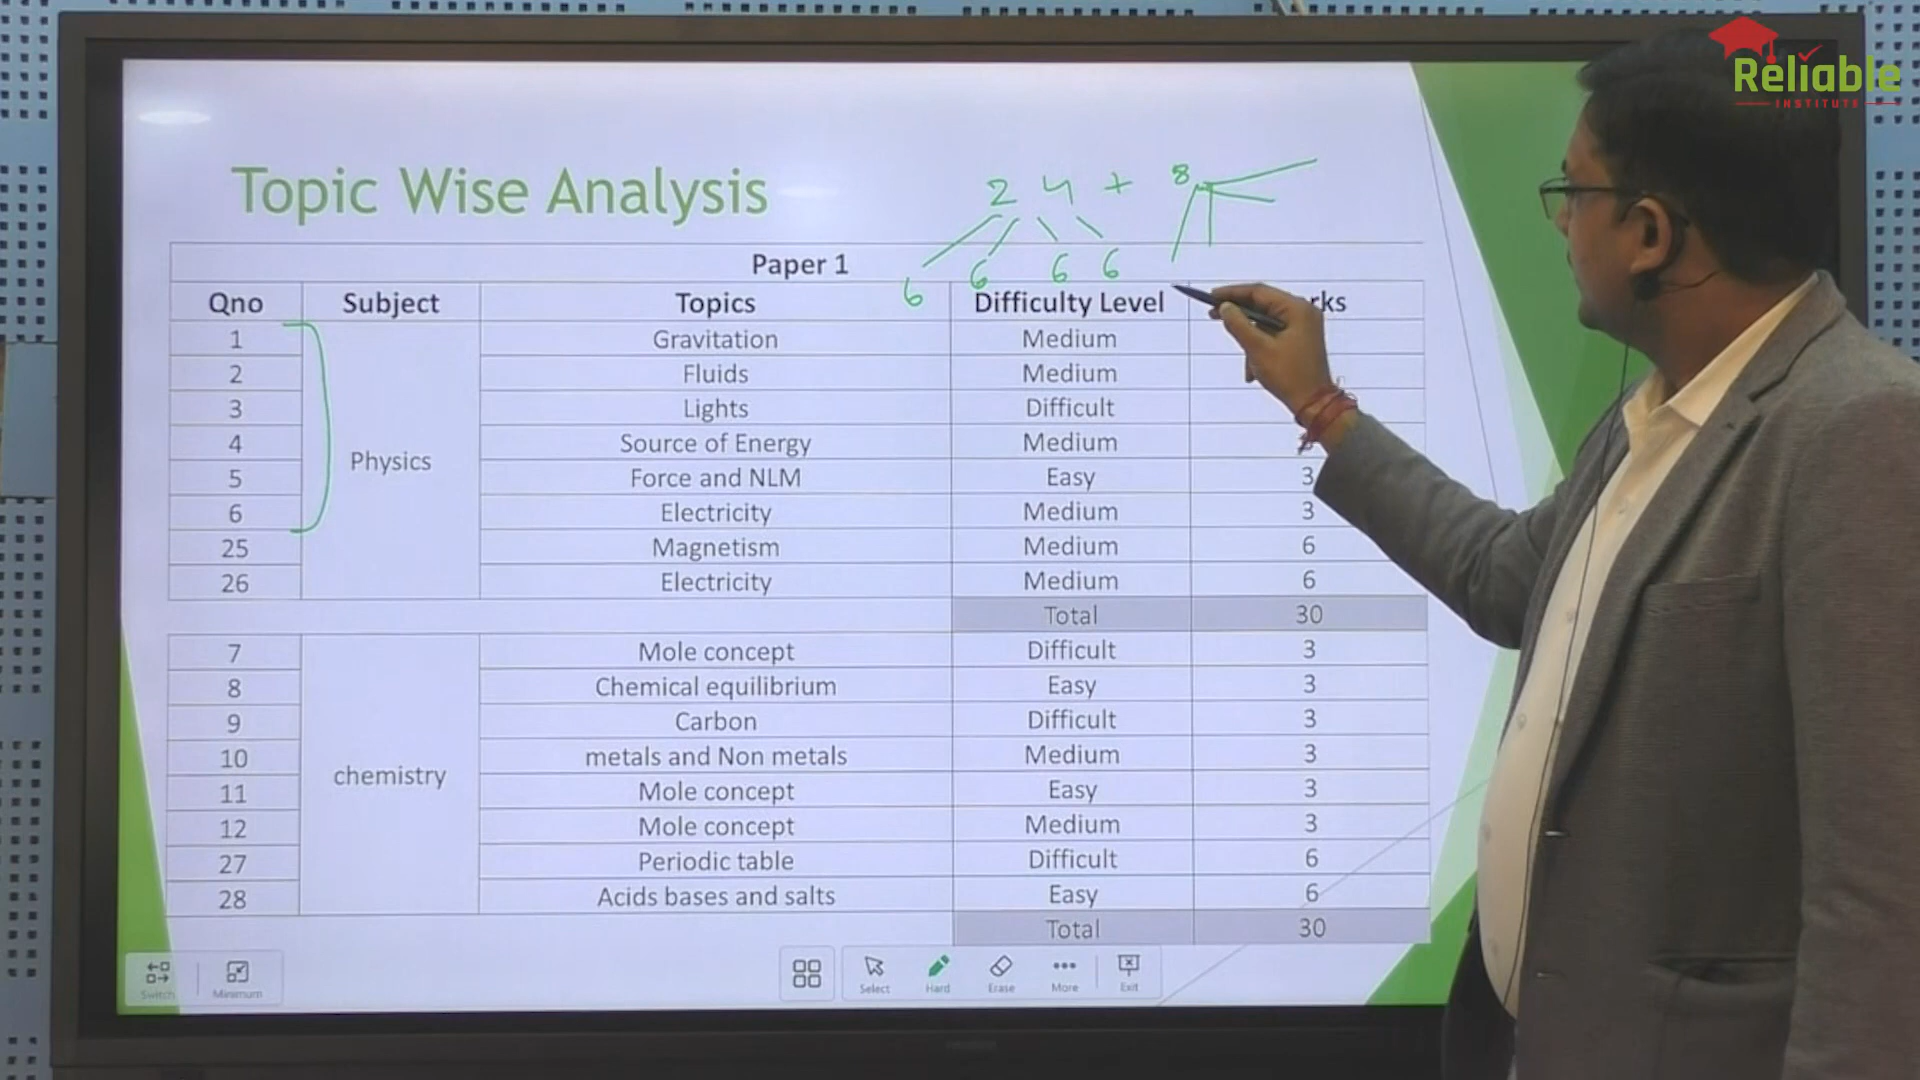 Reliable
INSTITUTE
Topic Wise Analysis
24 + 8
6 6 6 6
Paper 1
Qno Subject Topics Difficulty Level rks
1 Gravitation Medium
2 Fluids Medium
3 Lights Difficult
4 Source of Energy Medium
Physics
5 Force and NLM Easy 3
6 Electricity Medium 3
25 Magnetism Medium 6
26 Electricity Medium 6
Total 30
7 Mole concept Difficult 3
8 Chemical equilibrium Easy 3
9 Carbon Difficult 3
10 metals and Non metals Medium 3
chemistry
11 Mole concept Easy 3
12 Mole concept Medium 3
27 Periodic table Difficult 6
28 Acids bases and salts Easy 6
Total 30
Switch Minimum Select Hard Erase More Exit